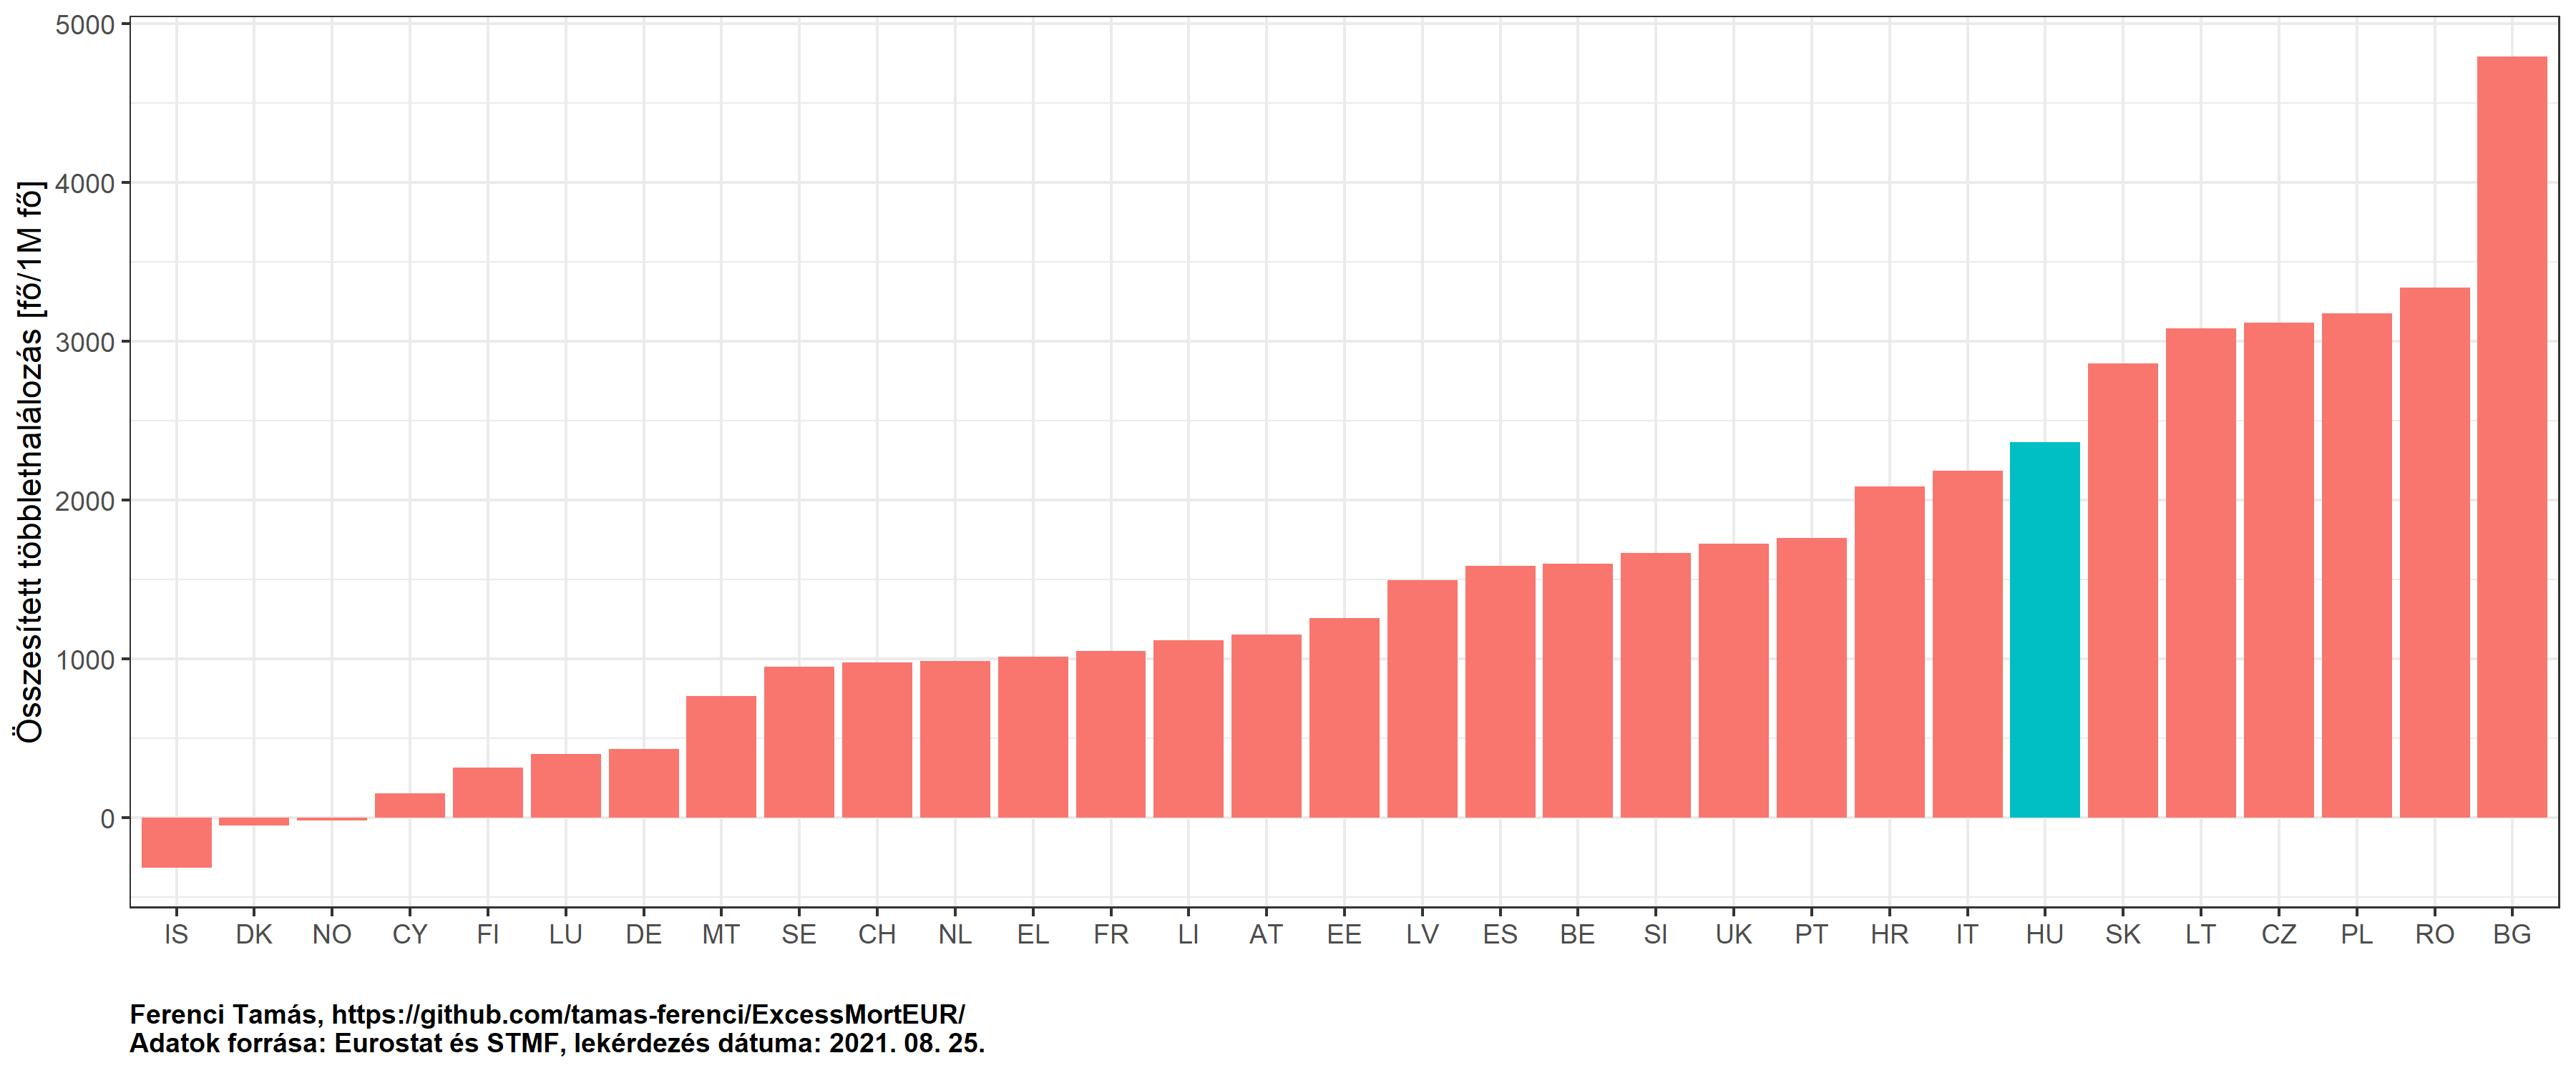 Összesített többlethalálozás [fő/1M fő]
5000
4000
3000
2000
1000
0
IS DK NO CY FI LU DE MT SE CH NL EL FR LI AT EE LV ES BE SI UK PT HR IT HU SK LT CZ PL RO BG
Ferenci Tamás, https://github.com/tamas-ferenci/ExcessMortEUR/
Adatok forrása: Eurostat és STMF, lekérdezés dátuma: 2021. 08. 25.